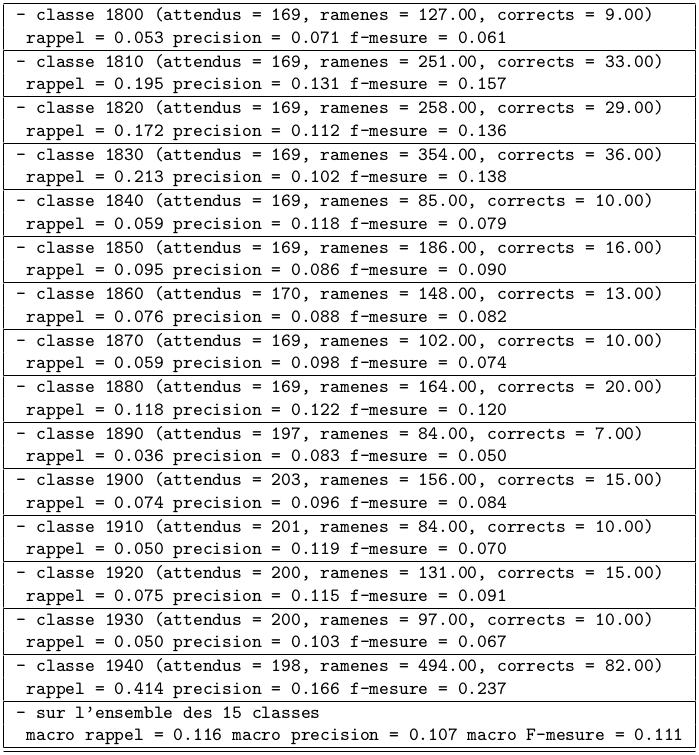 - classe 1800 (attendus = 169, ramenes = 127.00, corrects = 9.00)
rappel = 0.053 precision = 0.071 f-mesure = 0.061
- classe 1810 (attendus = 169, ramenes = 251.00, corrects = 33.00)
rappel = 0.195 precision = 0.131 f-mesure = 0.157
- classe 1820 (attendus = 169, ramenes = 258.00, corrects = 29.00)
rappel = 0.172 precision = 0.112 f-mesure = 0.136
- classe 1830 (attendus = 169, ramenes = 354.00, corrects = 36.00)
rappel = 0.213 precision = 0.102 f-mesure = 0.138
- classe 1840 (attendus = 169, ramenes = 85.00, corrects = 10.00)
rappel = 0.059 precision = 0.118 f-mesure = 0.079
- classe 1850 (attendus = 169, ramenes = 186.00, corrects = 16.00)
rappel = 0.095 precision = 0.086 f-mesure = 0.090
- classe 1860 (attendus = 170, ramenes = 148.00, corrects = 13.00)
rappel = 0.076 precision = 0.088 f-mesure = 0.082
- classe 1870 (attendus = 169, ramenes = 102.00, corrects = 10.00)
rappel = 0.059 precision = 0.098 f-mesure = 0.074
- classe 1880 (attendus = 169, ramenes = 164.00, corrects = 20.00)
rappel = 0.118 precision = 0.122 f-mesure = 0.120
- classe 1890 (attendus = 197, ramenes = 84.00, corrects = 7.00)
rappel = 0.036 precision = 0.083 f-mesure = 0.050
- classe 1900 (attendus = 203, ramenes = 156.00, corrects = 15.00)
rappel = 0.074 precision = 0.096 f-mesure = 0.084
- classe 1910 (attendus = 201, ramenes = 84.00, corrects = 10.00)
rappel = 0.050 precision = 0.119 f-mesure = 0.070
- classe 1920 (attendus = 200, ramenes = 131.00, corrects = 15.00)
rappel = 0.075 precision = 0.115 f-mesure = 0.091
- classe 1930 (attendus = 200, ramenes = 97.00, corrects = 10.00)
rappel = 0.050 precision = 0.103 f-mesure = 0.067
- classe 1940 (attendus = 198, ramenes = 494.00, corrects = 82.00)
rappel = 0.414 precision = 0.166 f-mesure = 0.237
- sur l'ensemble des 15 classes
macro rappel = 0.116 macro precision = 0.107 macro F-mesure = 0.111